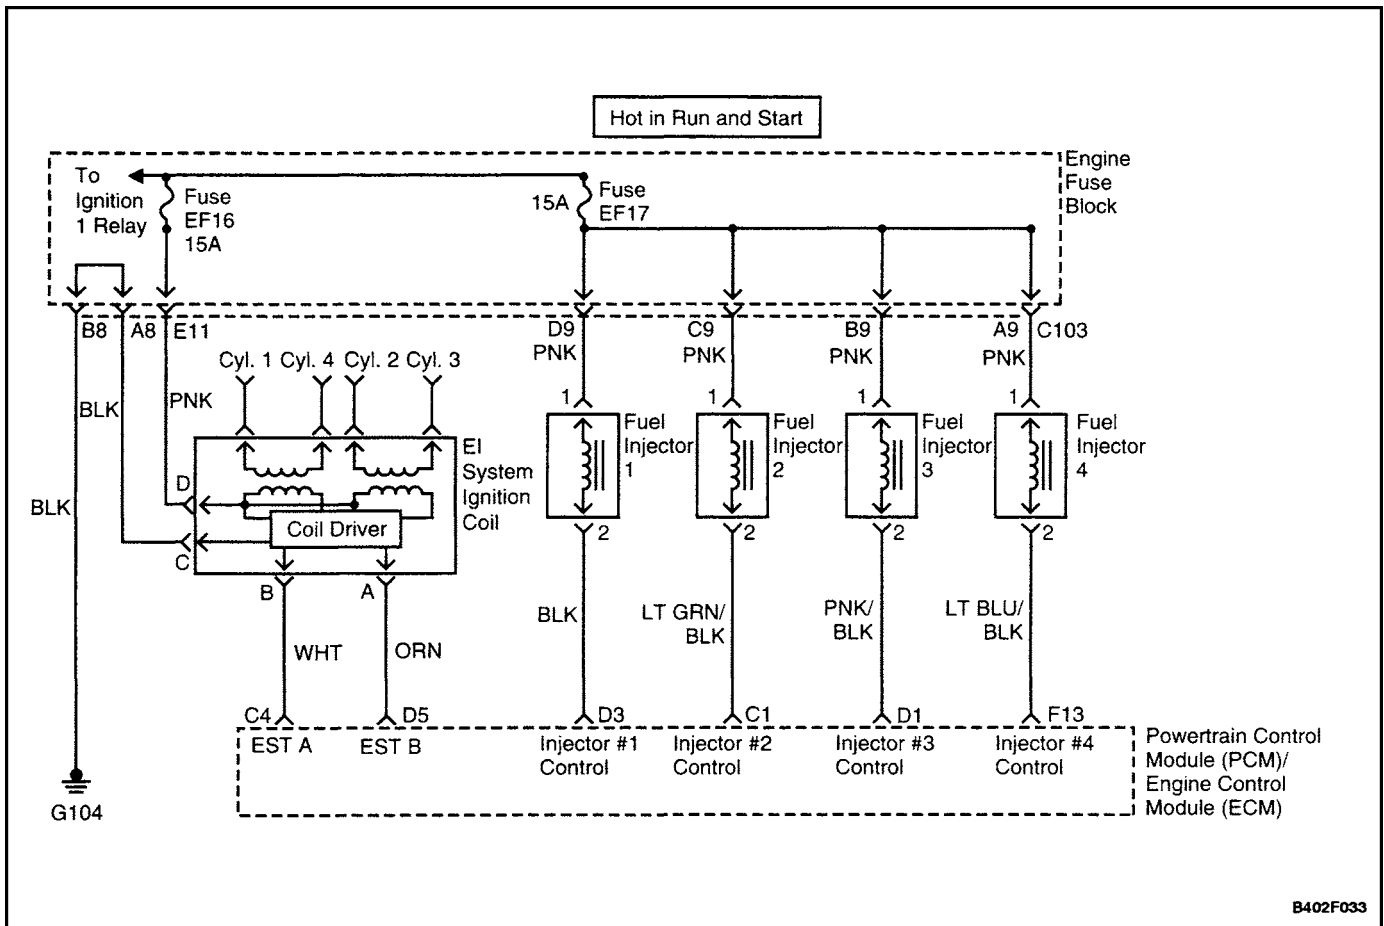 Hot in Run and Start
Engine
Fuse
Block
To
Ignition
1 Relay
Fuse
EF16
15A
15A
Fuse
EF17
B8
A8
E11
D9
PNK
C9
PNK
B9
PNK
A9
C103
PNK
Cyl. 1
Cyl. 4
Cyl. 2
Cyl. 3
BLK
PNK
1
1
1
1
Fuel
Injector
1
Fuel
Injector
2
Fuel
Injector
3
Fuel
Injector
4
EI
System
Ignition
Coil
D
BLK
Coil Driver
C
2
2
2
2
B
A
BLK
LT GRN/
BLK
PNK/
BLK
LT BLU/
BLK
WHT
ORN
C4
D5
D3
C1
D1
F13
EST A
EST B
Injector #1
Control
Injector #2
Control
Injector #3
Control
Injector #4
Control
Powertrain Control
Module (PCM)/
Engine Control
Module (ECM)
G104
B402F033